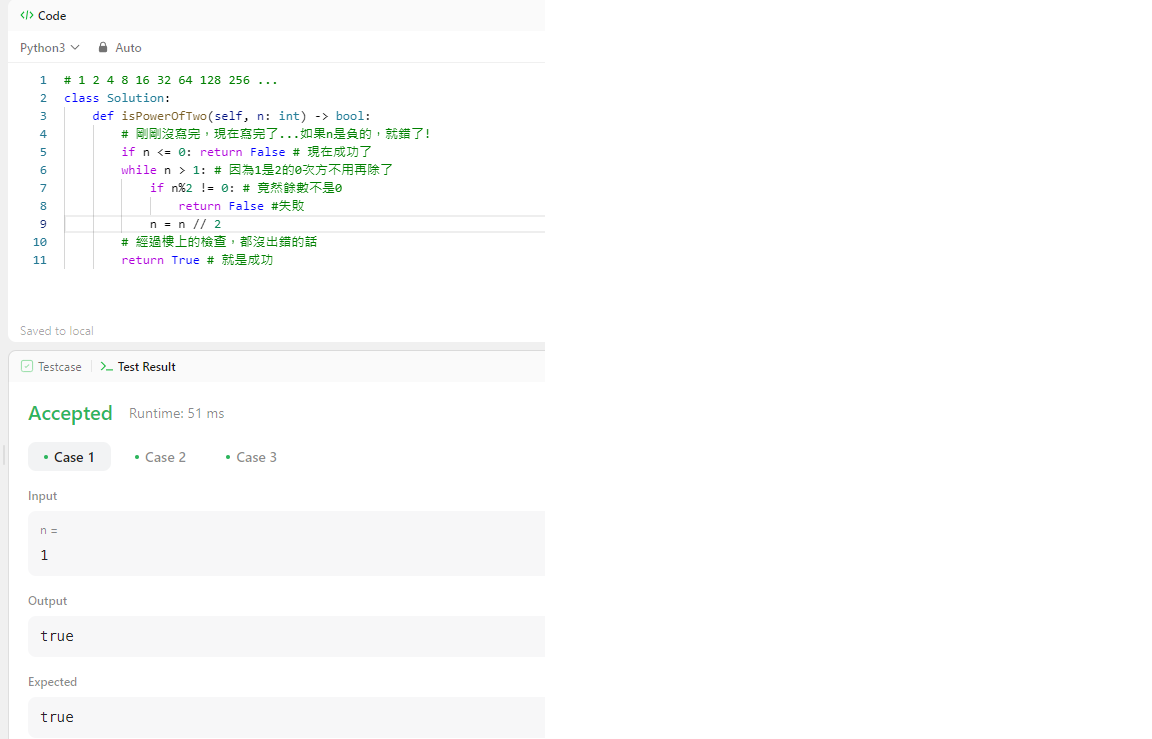 </> Code
Python3 Auto
1 # 1 2 4 8 16 32 64 128 256 ...
2 class Solution:
3 def isPowerOfTwo(self, n: int) -> bool:
4 # 剛剛沒寫完，現在寫完了...如果n是負的，就錯了!
5 if n <= 0: return False # 現在成功了
6 while n > 1: # 因為1是2的0次方不用再除了
7 if n%2 != 0: # 竟然餘數不是0
8 return False #失敗
9 n = n // 2
10 # 經過樓上的檢查，都沒出錯的話
11 return True # 就是成功
Saved to local
Testcase >_ Test Result
Accepted Runtime: 51 ms
• Case 1 • Case 2 • Case 3
Input
n =
1
Output
true
Expected
true